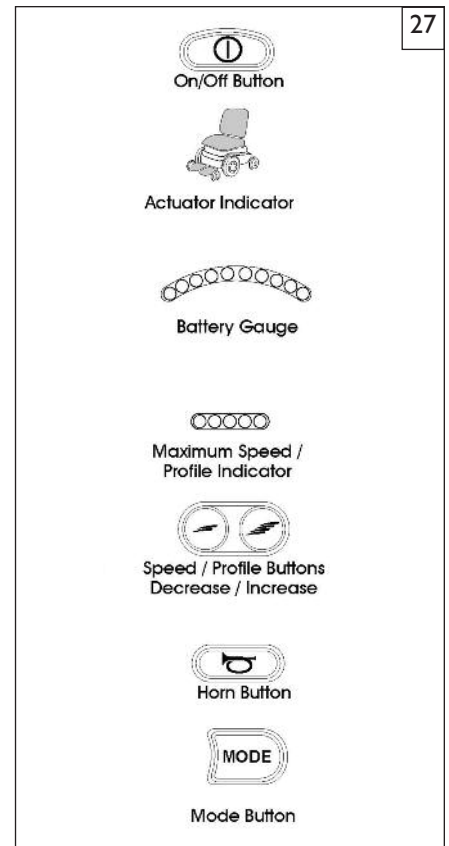 27
On/Off Button
Actuator Indicator
Battery Gauge
Maximum Speed /
Profile Indicator
Speed / Profile Buttons
Decrease / Increase
Horn Button
MODE
Mode Button